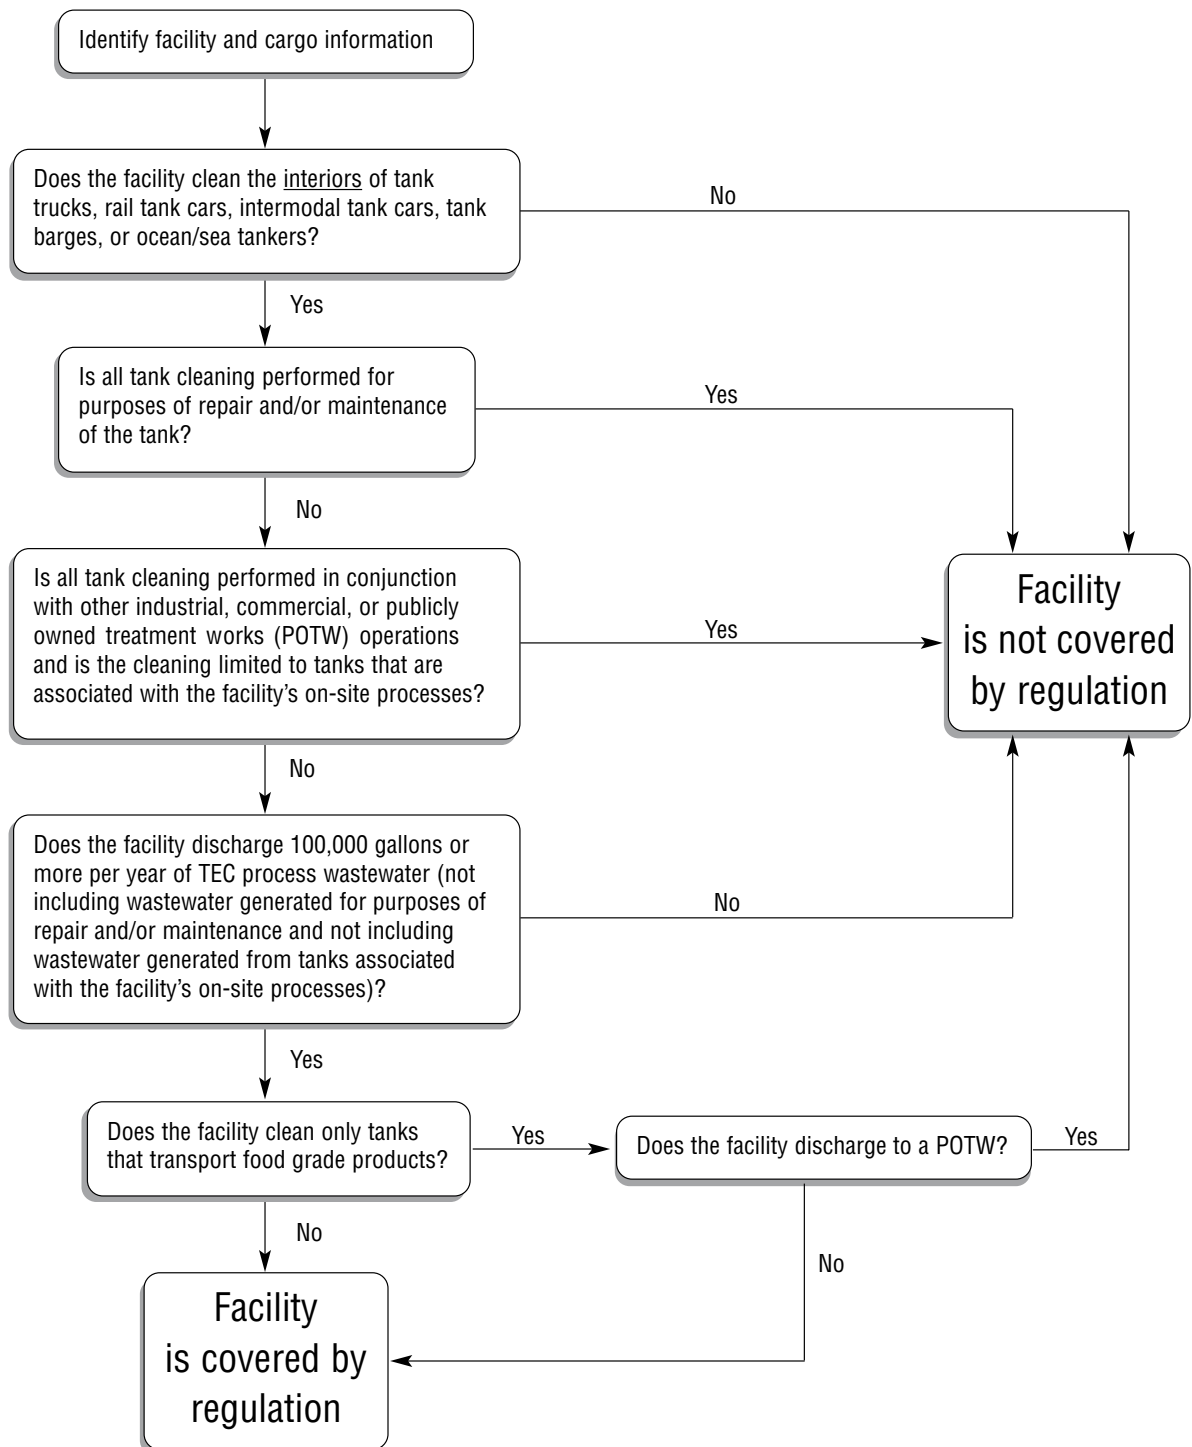 Identify facility and cargo information
Does the facility clean the interiors of tank
trucks, rail tank cars, intermodal tank cars, tank
barges, or ocean/sea tankers?
No
Yes
Is all tank cleaning performed for
purposes of repair and/or maintenance
of the tank?
Yes
No
Is all tank cleaning performed in conjunction
with other industrial, commercial, or publicly
owned treatment works (POTW) operations
and is the cleaning limited to tanks that are
associated with the facility's on-site processes?
Yes
Facility
is not covered
by regulation
No
Does the facility discharge 100,000 gallons or
more per year of TEC process wastewater (not
including wastewater generated for purposes of
repair and/or maintenance and not including
wastewater generated from tanks associated
with the facility's on-site processes)?
No
Yes
Does the facility clean only tanks
that transport food grade products?
Yes
Does the facility discharge to a POTW?
Yes
No
No
Facility
is covered by
regulation